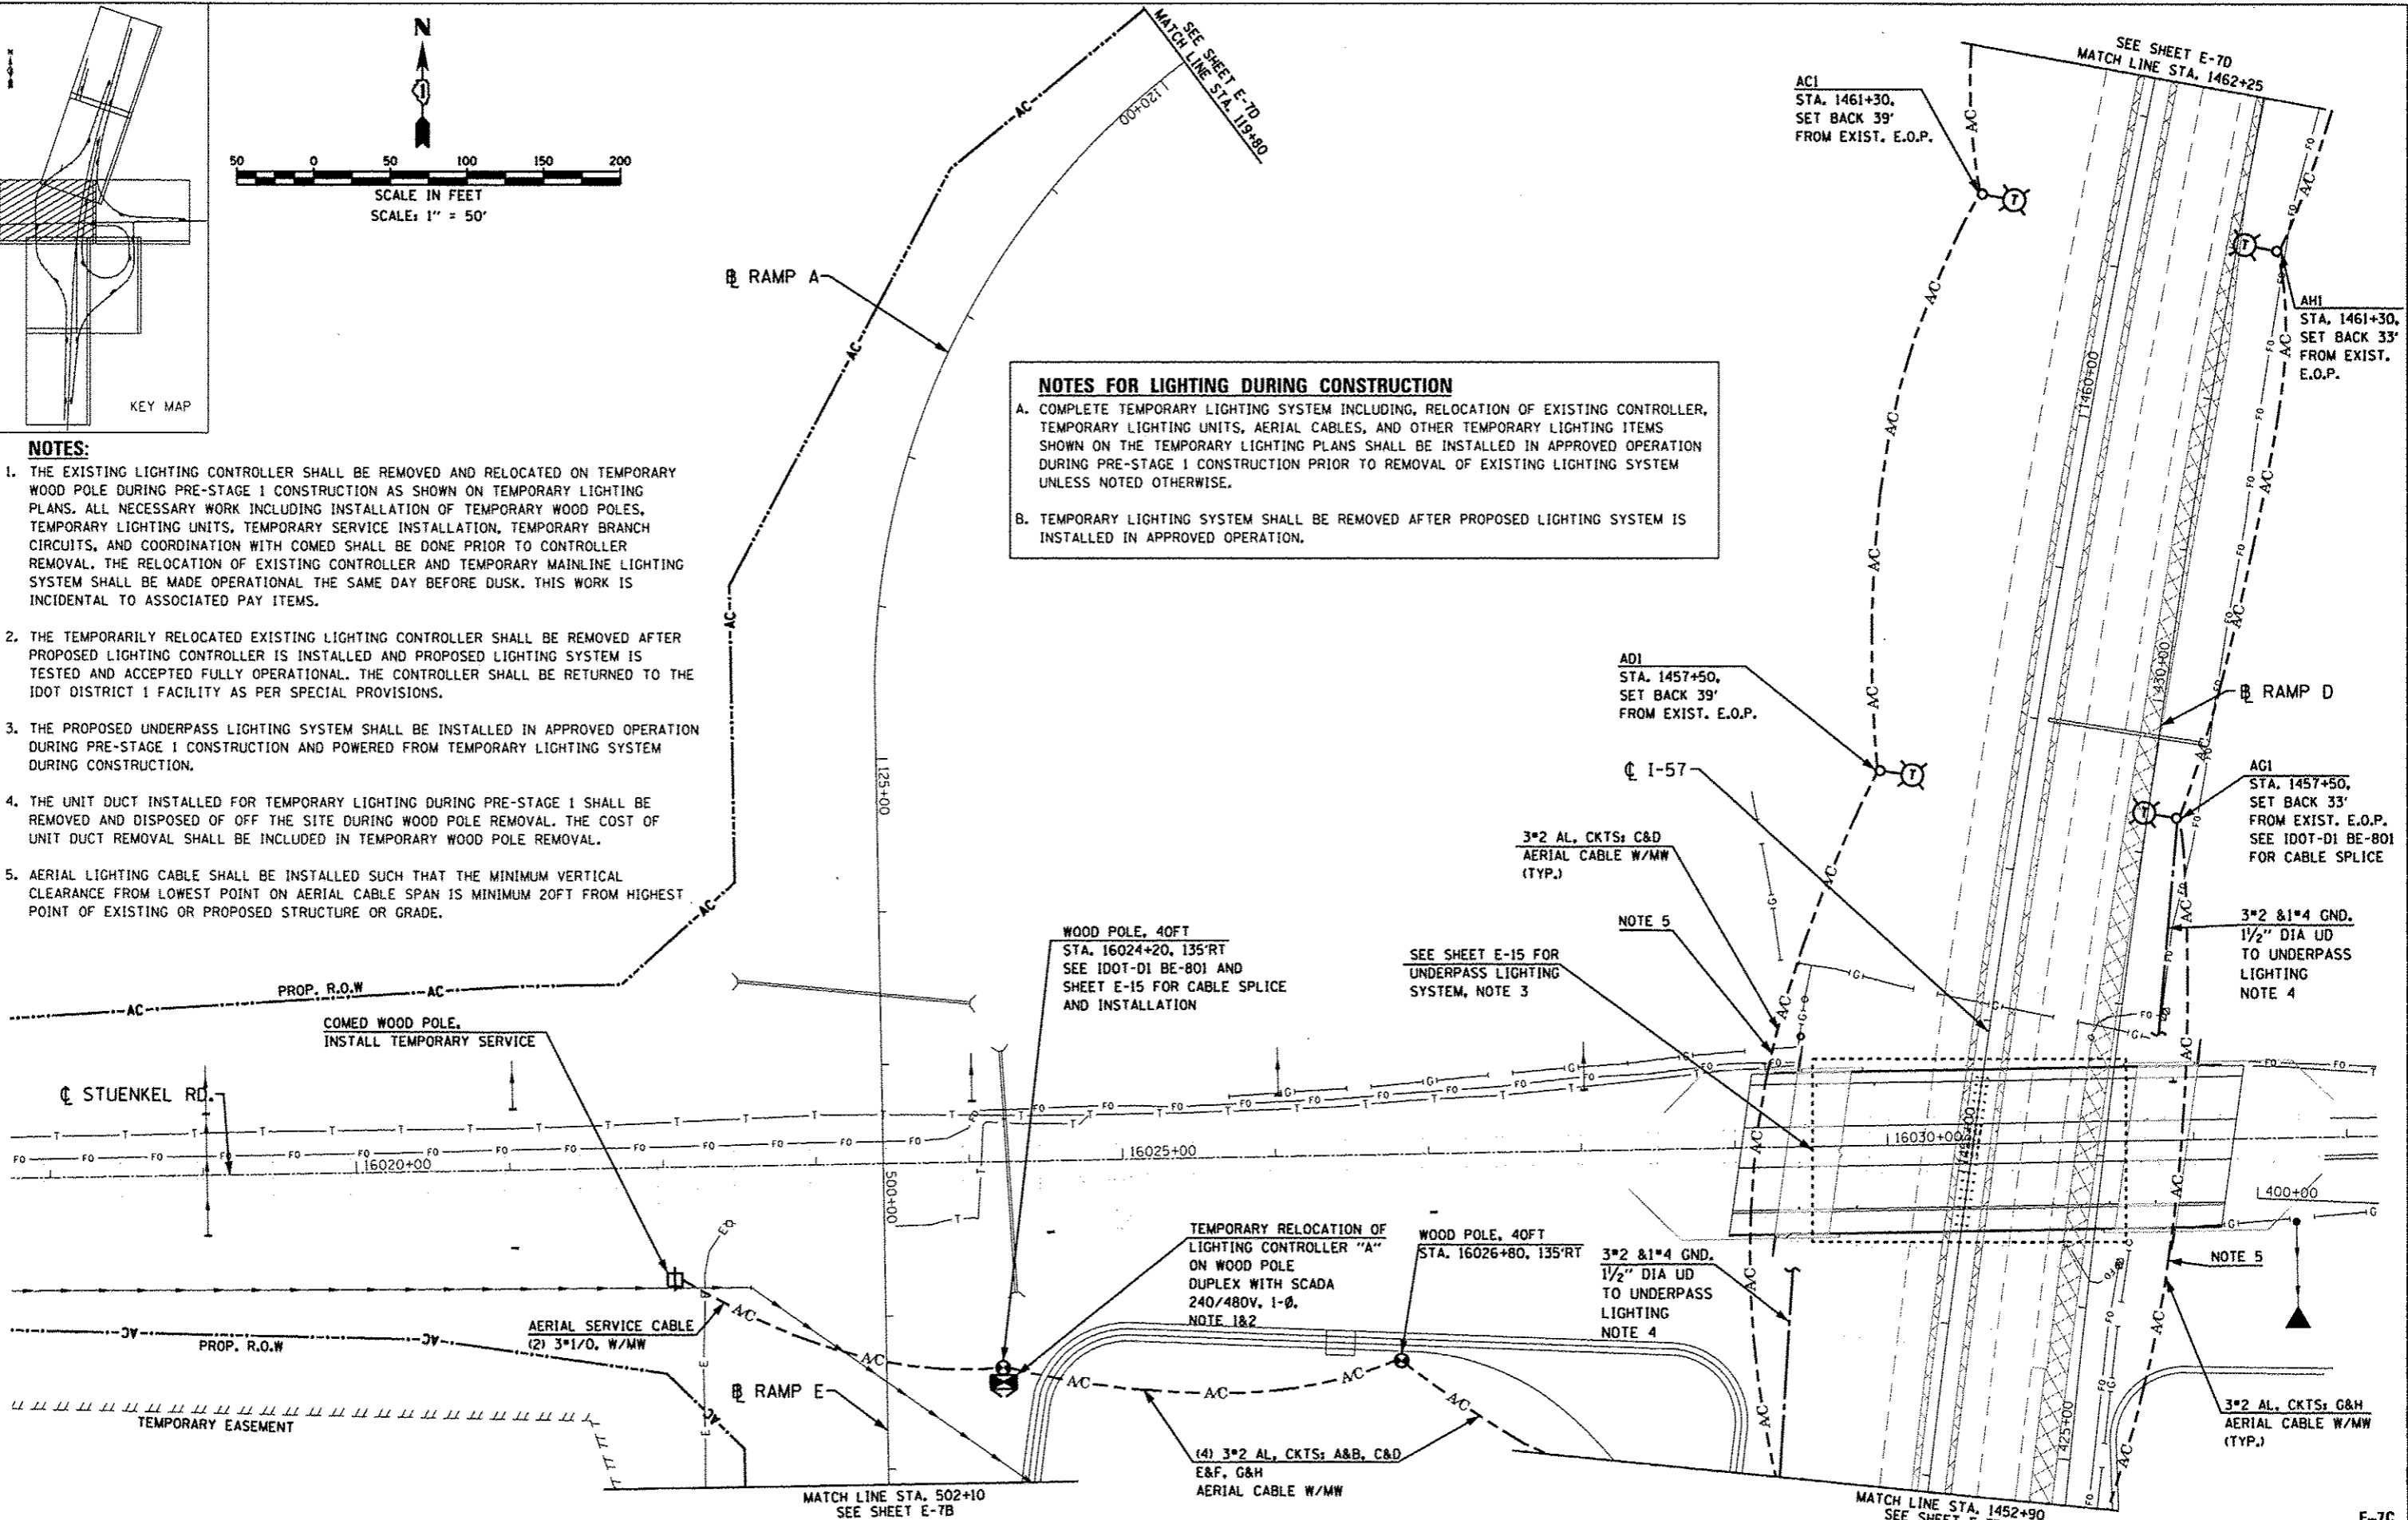 KEY MAP
N
50 0 50 100 150 200
SCALE IN FEET
SCALE: 1" = 50'
SEE SHEET E-7D
MATCH LINE STA. 119+80
120+00
SEE SHEET E-7D
MATCH LINE STA. 1462+25
AC1
STA. 1461+30,
SET BACK 39'
FROM EXIST. E.O.P.
AH1
STA. 1461+30,
SET BACK 33'
FROM EXIST.
E.O.P.
℄ RAMP A
NOTES FOR LIGHTING DURING CONSTRUCTION
A. COMPLETE TEMPORARY LIGHTING SYSTEM INCLUDING, RELOCATION OF EXISTING CONTROLLER,
TEMPORARY LIGHTING UNITS, AERIAL CABLES, AND OTHER TEMPORARY LIGHTING ITEMS
SHOWN ON THE TEMPORARY LIGHTING PLANS SHALL BE INSTALLED IN APPROVED OPERATION
DURING PRE-STAGE 1 CONSTRUCTION PRIOR TO REMOVAL OF EXISTING LIGHTING SYSTEM
UNLESS NOTED OTHERWISE.
B. TEMPORARY LIGHTING SYSTEM SHALL BE REMOVED AFTER PROPOSED LIGHTING SYSTEM IS
INSTALLED IN APPROVED OPERATION.
NOTES:
1. THE EXISTING LIGHTING CONTROLLER SHALL BE REMOVED AND RELOCATED ON TEMPORARY
WOOD POLE DURING PRE-STAGE 1 CONSTRUCTION AS SHOWN ON TEMPORARY LIGHTING
PLANS. ALL NECESSARY WORK INCLUDING INSTALLATION OF TEMPORARY WOOD POLES,
TEMPORARY LIGHTING UNITS, TEMPORARY SERVICE INSTALLATION, TEMPORARY BRANCH
CIRCUITS, AND COORDINATION WITH COMED SHALL BE DONE PRIOR TO CONTROLLER
REMOVAL. THE RELOCATION OF EXISTING CONTROLLER AND TEMPORARY MAINLINE LIGHTING
SYSTEM SHALL BE MADE OPERATIONAL THE SAME DAY BEFORE DUSK. THIS WORK IS
INCIDENTAL TO ASSOCIATED PAY ITEMS.
2. THE TEMPORARILY RELOCATED EXISTING LIGHTING CONTROLLER SHALL BE REMOVED AFTER
PROPOSED LIGHTING CONTROLLER IS INSTALLED AND PROPOSED LIGHTING SYSTEM IS
TESTED AND ACCEPTED FULLY OPERATIONAL. THE CONTROLLER SHALL BE RETURNED TO THE
IDOT DISTRICT 1 FACILITY AS PER SPECIAL PROVISIONS.
3. THE PROPOSED UNDERPASS LIGHTING SYSTEM SHALL BE INSTALLED IN APPROVED OPERATION
DURING PRE-STAGE 1 CONSTRUCTION AND POWERED FROM TEMPORARY LIGHTING SYSTEM
DURING CONSTRUCTION.
4. THE UNIT DUCT INSTALLED FOR TEMPORARY LIGHTING DURING PRE-STAGE 1 SHALL BE
REMOVED AND DISPOSED OF OFF THE SITE DURING WOOD POLE REMOVAL. THE COST OF
UNIT DUCT REMOVAL SHALL BE INCLUDED IN TEMPORARY WOOD POLE REMOVAL.
5. AERIAL LIGHTING CABLE SHALL BE INSTALLED SUCH THAT THE MINIMUM VERTICAL
CLEARANCE FROM LOWEST POINT ON AERIAL CABLE SPAN IS MINIMUM 20FT FROM HIGHEST
POINT OF EXISTING OR PROPOSED STRUCTURE OR GRADE.
1460+00
1430+00
AD1
STA. 1457+50,
SET BACK 39'
FROM EXIST. E.O.P.
℄ RAMP D
℄ I-57
AG1
STA. 1457+50,
SET BACK 33'
FROM EXIST. E.O.P.
SEE IDOT-D1 BE-801
FOR CABLE SPLICE
125+00
3#2 AL, CKTS: C&D
AERIAL CABLE W/MW
(TYP.)
NOTE 5
SEE SHEET E-15 FOR
UNDERPASS LIGHTING
SYSTEM, NOTE 3
3#2 &1#4 GND.
1½" DIA UD
TO UNDERPASS
LIGHTING
NOTE 4
WOOD POLE, 40FT
STA. 16024+20, 135'RT
SEE IDOT-D1 BE-801 AND
SHEET E-15 FOR CABLE SPLICE
AND INSTALLATION
PROP. R.O.W
COMED WOOD POLE,
INSTALL TEMPORARY SERVICE
℄ STUENKEL RD.
16020+00
16025+00
16030+00
500+00
400+00
TEMPORARY RELOCATION OF
LIGHTING CONTROLLER "A"
ON WOOD POLE
DUPLEX WITH SCADA
240/480V, 1-Ø,
NOTE 1&2
WOOD POLE, 40FT
STA. 16026+80, 135'RT
3#2 &1#4 GND.
1½" DIA UD
TO UNDERPASS
LIGHTING
NOTE 4
NOTE 5
AERIAL SERVICE CABLE
(2) 3#1/0, W/MW
PROP. R.O.W
℄ RAMP E
TEMPORARY EASEMENT
(4) 3#2 AL, CKTS: A&B, C&D
E&F, G&H
AERIAL CABLE W/MW
3#2 AL, CKTS: G&H
AERIAL CABLE W/MW
(TYP.)
425+00
MATCH LINE STA. 502+10
SEE SHEET E-7B
MATCH LINE STA. 1452+90
E-7C